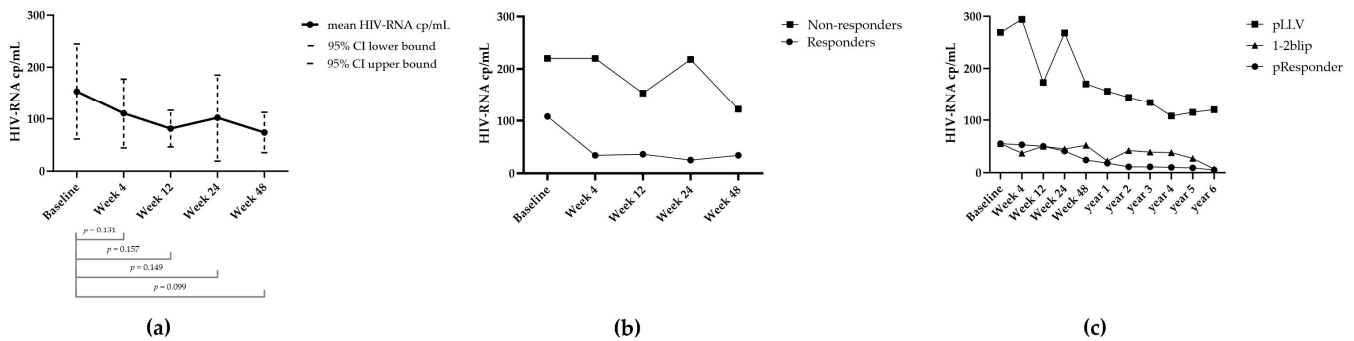 HIV-RNA cp/mL
300
200
100
0
Baseline
Week 4
Week 12
Week 24
Week 48
mean HIV-RNA cp/mL
95% CI lower bound
95% CI upper bound
p = 0.131
p = 0.157
p = 0.149
p = 0.099
(a)
HIV-RNA cp/mL
300
200
100
0
Baseline
Week 4
Week 12
Week 24
Week 48
Non-responders
Responders
(b)
HIV-RNA cp/mL
300
200
100
0
Baseline
Week 4
Week 12
Week 24
Week 48
year 1
year 2
year 3
year 4
year 5
year 6
pLLV
1-2blip
pResponder
(c)